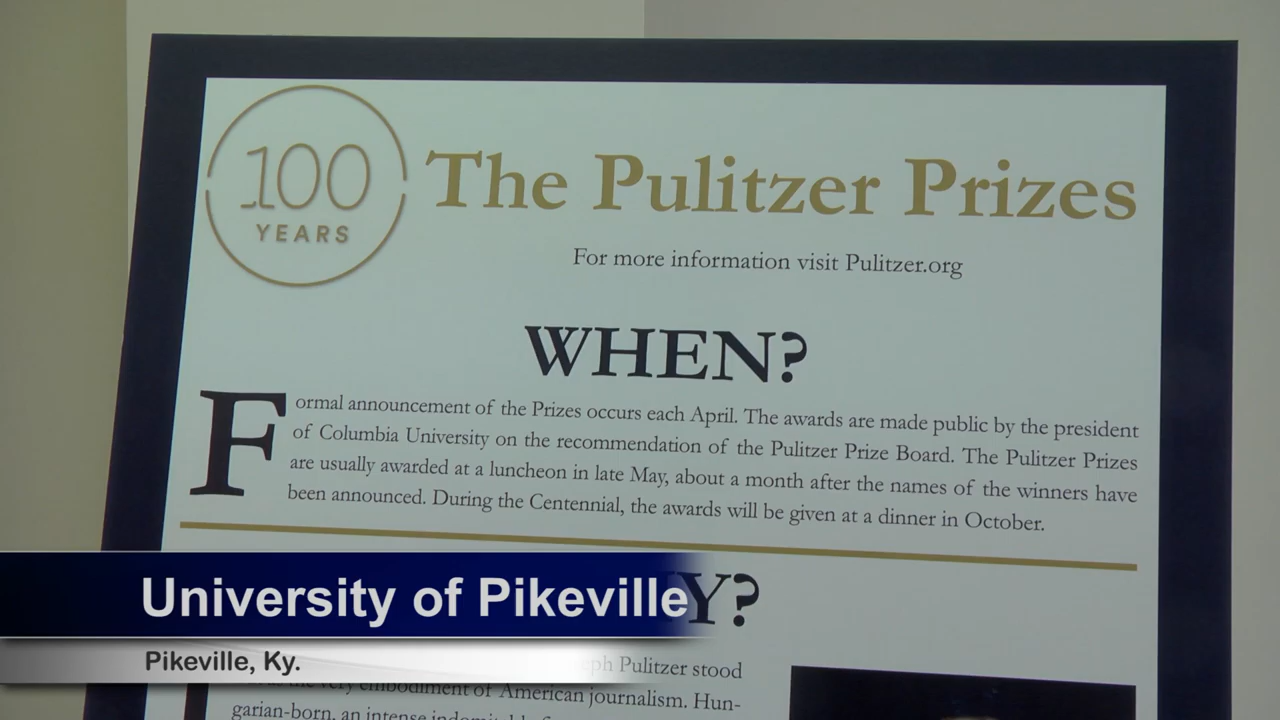 100
YEARS
The Pulitzer Prizes
For more information visit Pulitzer.org
WHEN?
Formal announcement of the Prizes occurs each April. The awards are made public by the president
of Columbia University on the recommendation of the Pulitzer Prize Board. The Pulitzer Prizes
are usually awarded at a luncheon in late May, about a month after the names of the winners have
been announced. During the Centennial, the awards will be given at a dinner in October.
Y?
University of Pikeville
Pikeville, Ky.
Pulitzer stood
very embodiment of American journalism. Hun-
garian-born, an intense